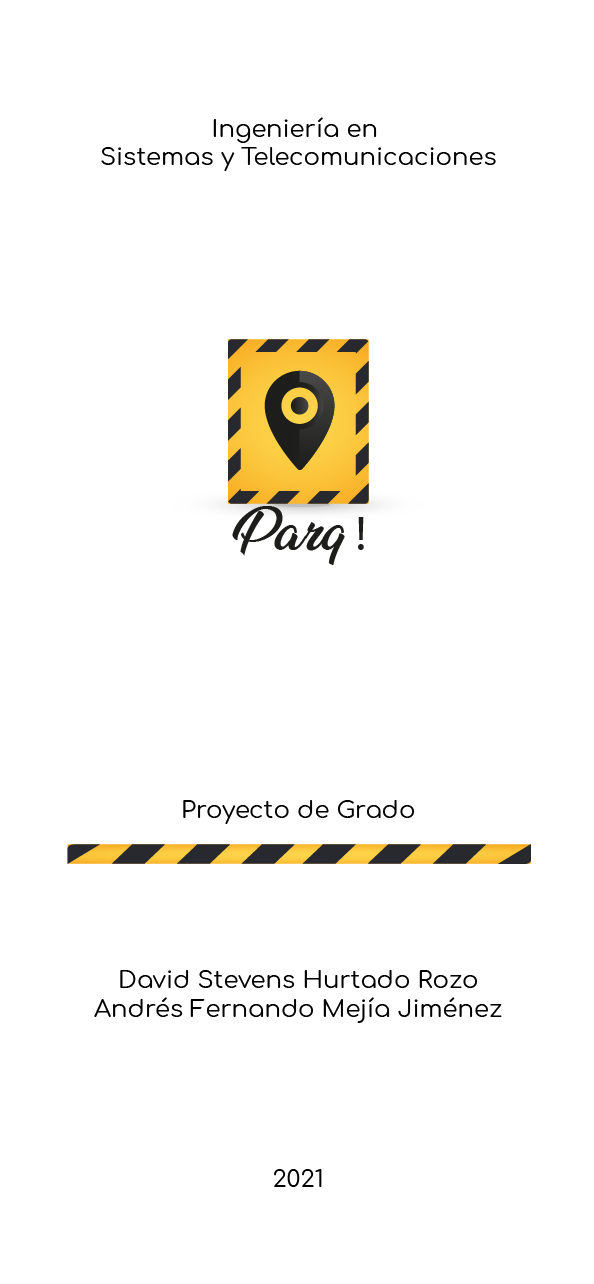 Ingeniería en
Sistemas y Telecomunicaciones
Parq !
Proyecto de Grado
David Stevens Hurtado Rozo
Andrés Fernando Mejía Jiménez
2021